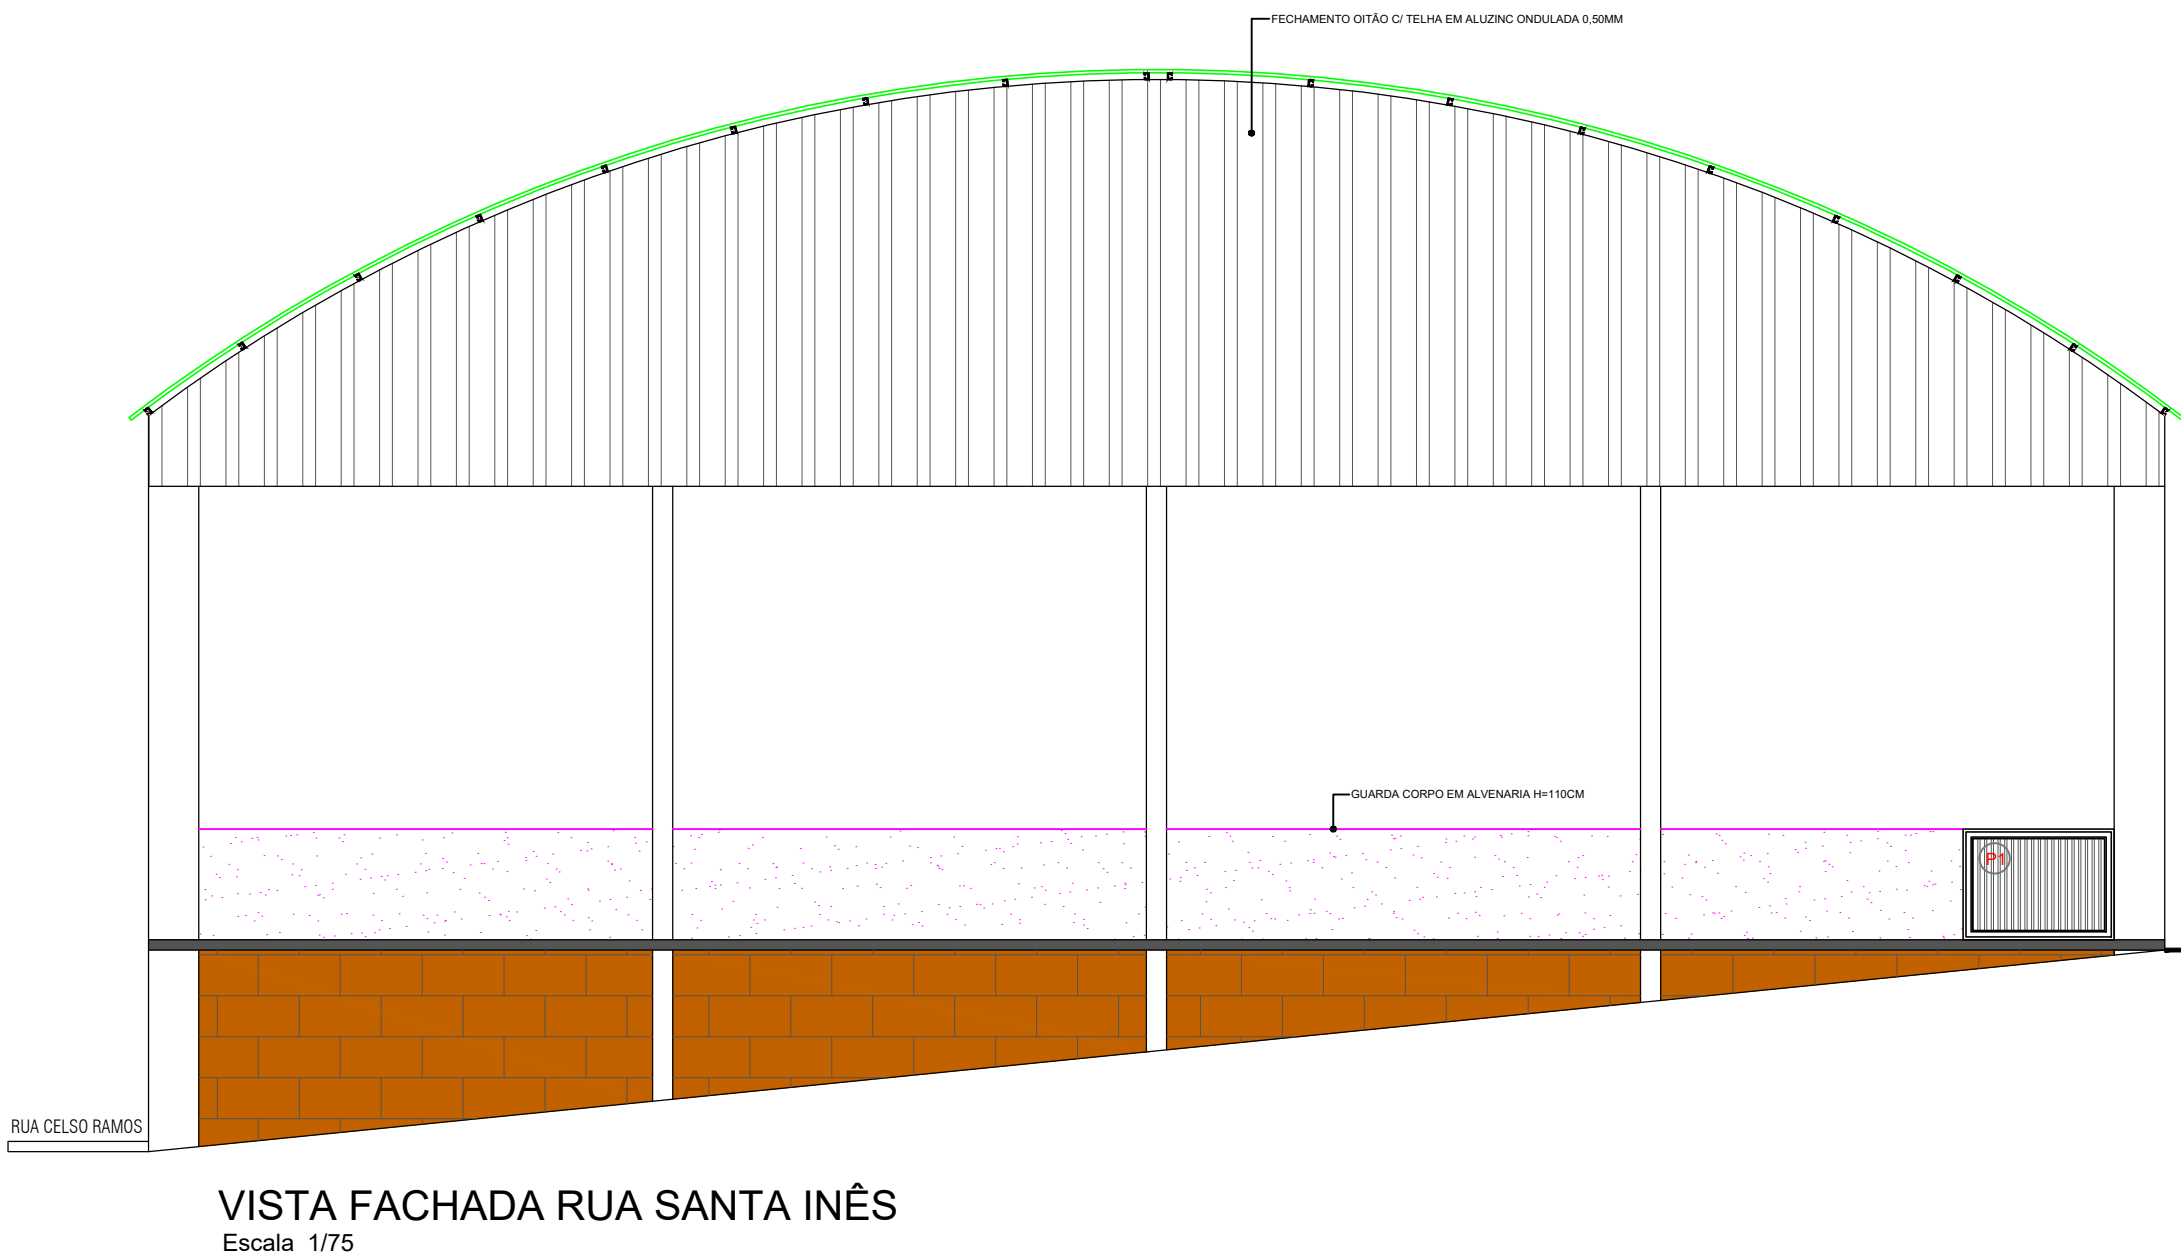 FECHAMENTO OITÃO C/ TELHA EM ALUZINC ONDULADA 0,50MM
GUARDA CORPO EM ALVENARIA H=110CM
P1
RUA CELSO RAMOS
VISTA FACHADA RUA SANTA INÊS
Escala 1/75